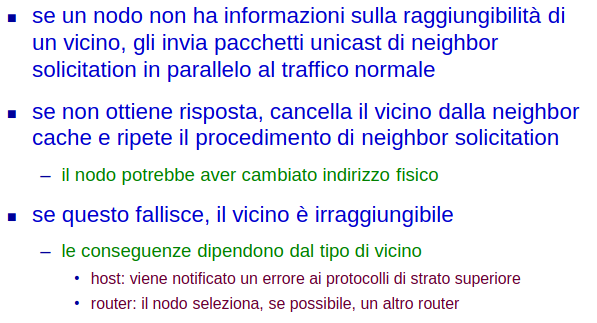 se un nodo non ha informazioni sulla raggiungibilità di
un vicino, gli invia pacchetti unicast di neighbor
solicitation in parallelo al traffico normale
se non ottiene risposta, cancella il vicino dalla neighbor
cache e ripete il procedimento di neighbor solicitation
– il nodo potrebbe aver cambiato indirizzo fisico
se questo fallisce, il vicino è irraggiungibile
– le conseguenze dipendono dal tipo di vicino
• host: viene notificato un errore ai protocolli di strato superiore
• router: il nodo seleziona, se possibile, un altro router